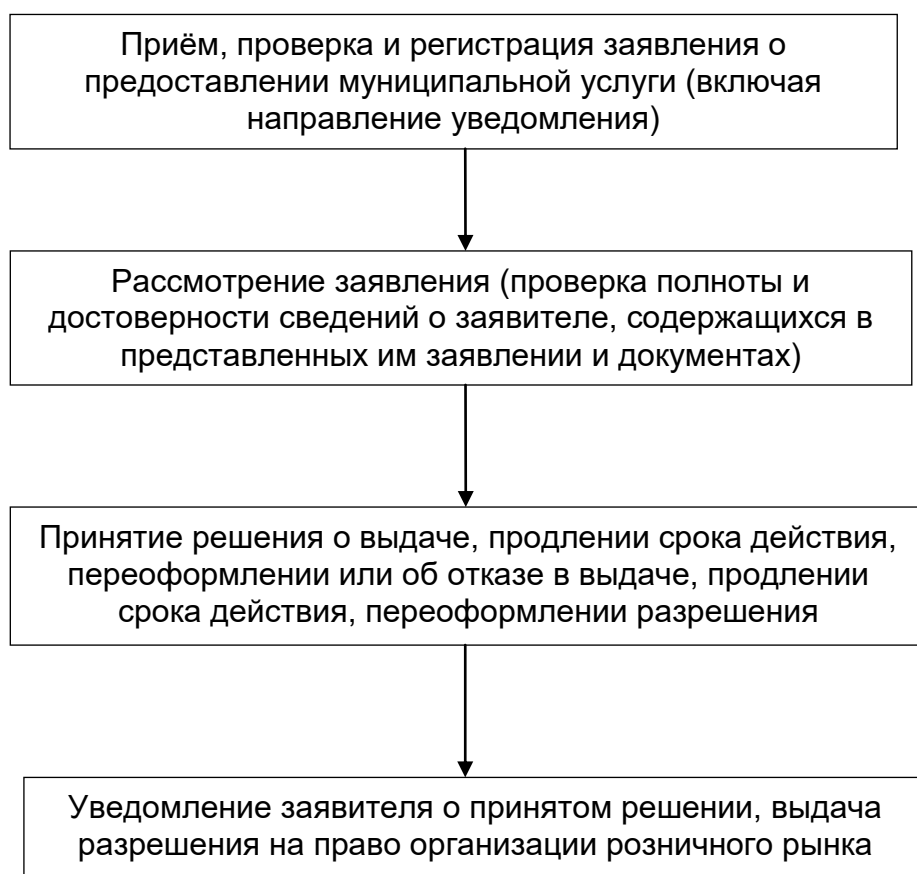 Приём, проверка и регистрация заявления о
предоставлении муниципальной услуги (включая
направление уведомления)
Рассмотрение заявления (проверка полноты и
достоверности сведений о заявителе, содержащихся в
представленных им заявлении и документах)
Принятие решения о выдаче, продлении срока действия,
переоформлении или об отказе в выдаче, продлении
срока действия, переоформлении разрешения
Уведомление заявителя о принятом решении, выдача
разрешения на право организации розничного рынка